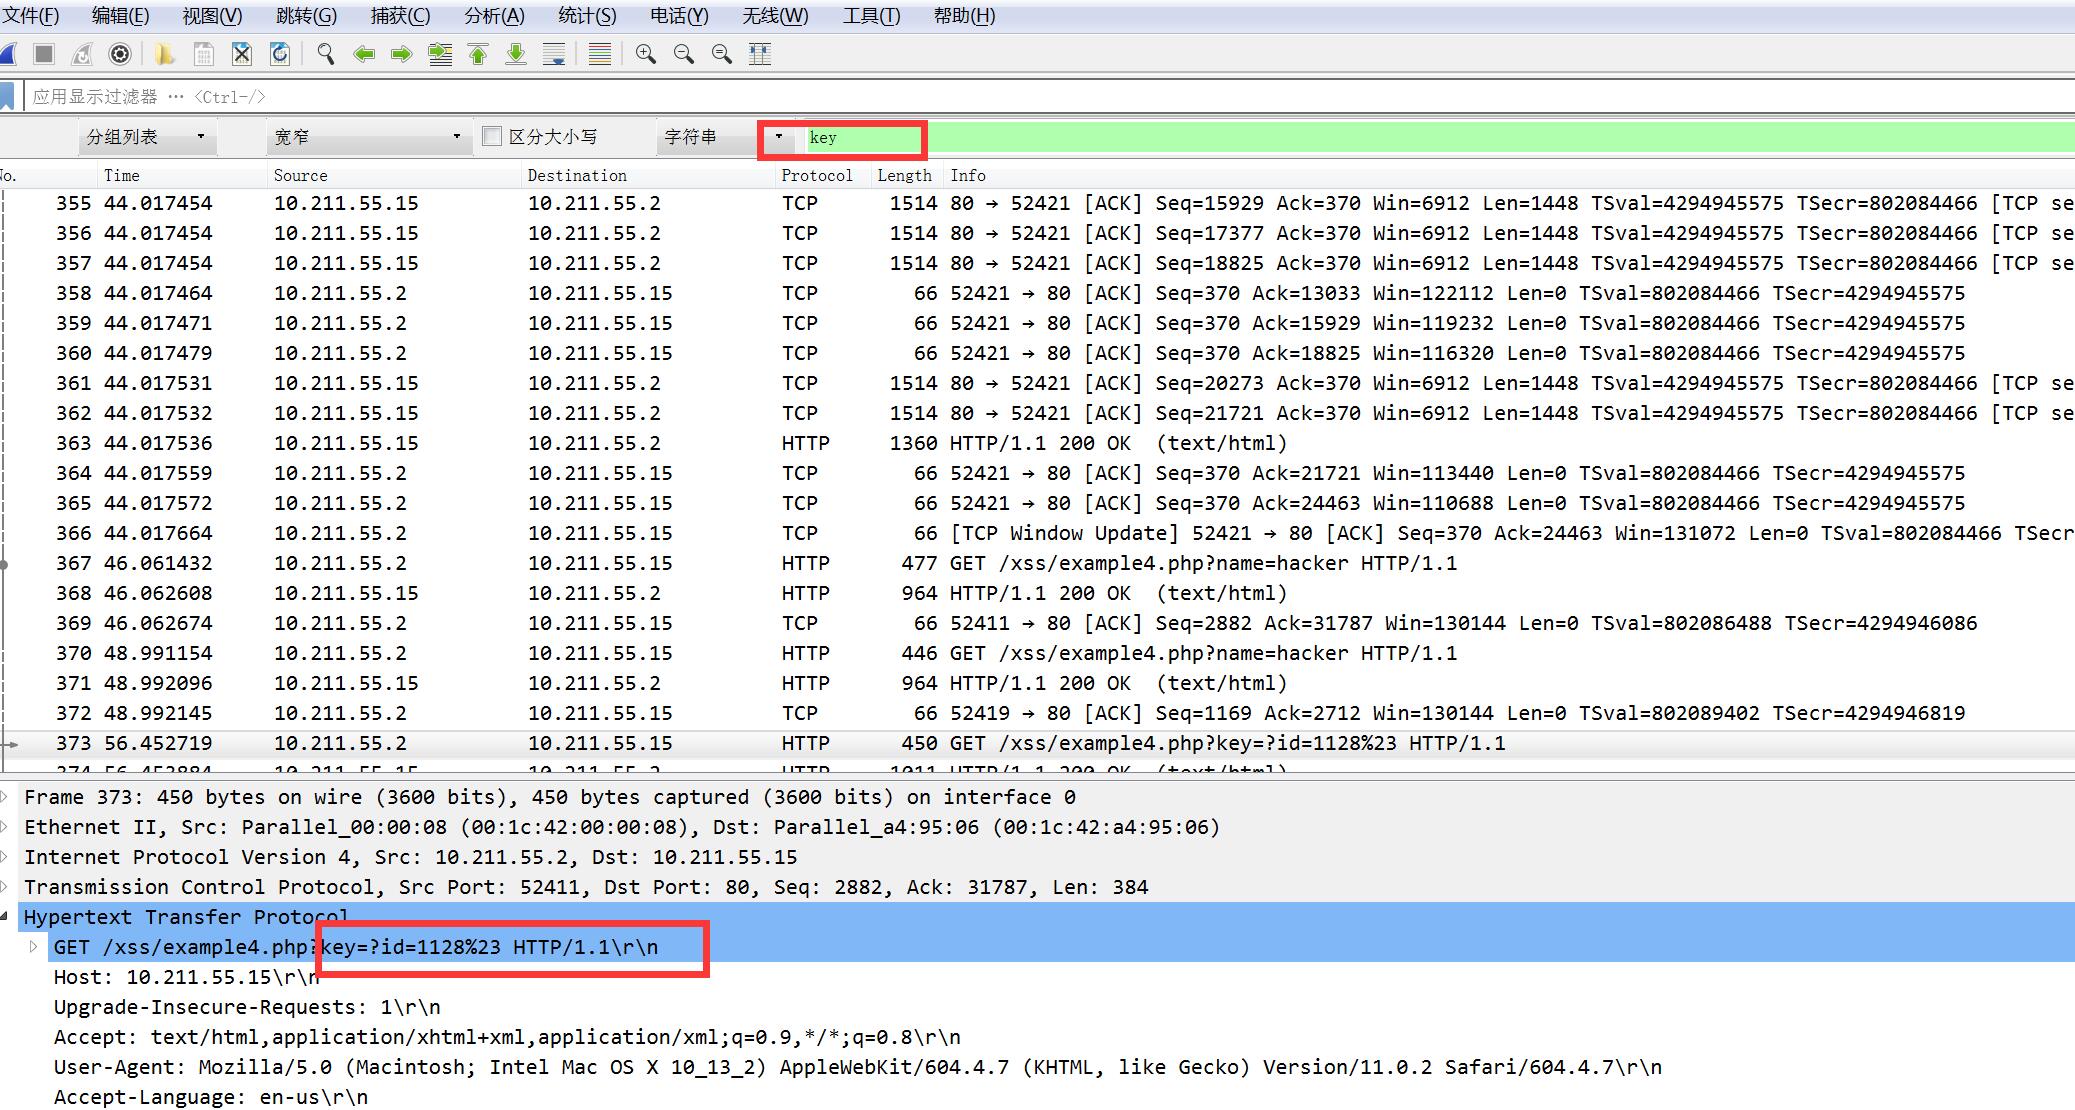 文件(F) 编辑(E) 视图(V) 跳转(G) 捕获(C) 分析(A) 统计(S) 电话(Y) 无线(W) 工具(T) 帮助(H)
应用显示过滤器 … <Ctrl-/>
分组列表 宽窄 区分大小写 字符串 key
No. Time Source Destination Protocol Length Info
355 44.017454 10.211.55.15 10.211.55.2 TCP 1514 80 → 52421 [ACK] Seq=15929 Ack=370 Win=6912 Len=1448 TSval=4294945575 TSecr=802084466 [TCP se
356 44.017454 10.211.55.15 10.211.55.2 TCP 1514 80 → 52421 [ACK] Seq=17377 Ack=370 Win=6912 Len=1448 TSval=4294945575 TSecr=802084466 [TCP se
357 44.017454 10.211.55.15 10.211.55.2 TCP 1514 80 → 52421 [ACK] Seq=18825 Ack=370 Win=6912 Len=1448 TSval=4294945575 TSecr=802084466 [TCP se
358 44.017464 10.211.55.2 10.211.55.15 TCP 66 52421 → 80 [ACK] Seq=370 Ack=13033 Win=122112 Len=0 TSval=802084466 TSecr=4294945575
359 44.017471 10.211.55.2 10.211.55.15 TCP 66 52421 → 80 [ACK] Seq=370 Ack=15929 Win=119232 Len=0 TSval=802084466 TSecr=4294945575
360 44.017479 10.211.55.2 10.211.55.15 TCP 66 52421 → 80 [ACK] Seq=370 Ack=18825 Win=116320 Len=0 TSval=802084466 TSecr=4294945575
361 44.017531 10.211.55.15 10.211.55.2 TCP 1514 80 → 52421 [ACK] Seq=20273 Ack=370 Win=6912 Len=1448 TSval=4294945575 TSecr=802084466 [TCP se
362 44.017532 10.211.55.15 10.211.55.2 TCP 1514 80 → 52421 [ACK] Seq=21721 Ack=370 Win=6912 Len=1448 TSval=4294945575 TSecr=802084466 [TCP se
363 44.017536 10.211.55.15 10.211.55.2 HTTP 1360 HTTP/1.1 200 OK (text/html)
364 44.017559 10.211.55.2 10.211.55.15 TCP 66 52421 → 80 [ACK] Seq=370 Ack=21721 Win=113440 Len=0 TSval=802084466 TSecr=4294945575
365 44.017572 10.211.55.2 10.211.55.15 TCP 66 52421 → 80 [ACK] Seq=370 Ack=24463 Win=110688 Len=0 TSval=802084466 TSecr=4294945575
366 44.017664 10.211.55.2 10.211.55.15 TCP 66 [TCP Window Update] 52421 → 80 [ACK] Seq=370 Ack=24463 Win=131072 Len=0 TSval=802084466 TSecr
367 46.061432 10.211.55.2 10.211.55.15 HTTP 477 GET /xss/example4.php?name=hacker HTTP/1.1
368 46.062608 10.211.55.15 10.211.55.2 HTTP 964 HTTP/1.1 200 OK (text/html)
369 46.062674 10.211.55.2 10.211.55.15 TCP 66 52411 → 80 [ACK] Seq=2882 Ack=31787 Win=130144 Len=0 TSval=802086488 TSecr=4294946086
370 48.991154 10.211.55.2 10.211.55.15 HTTP 446 GET /xss/example4.php?name=hacker HTTP/1.1
371 48.992096 10.211.55.15 10.211.55.2 HTTP 964 HTTP/1.1 200 OK (text/html)
372 48.992145 10.211.55.2 10.211.55.15 TCP 66 52419 → 80 [ACK] Seq=1169 Ack=2712 Win=130144 Len=0 TSval=802089402 TSecr=4294946819
373 56.452719 10.211.55.2 10.211.55.15 HTTP 450 GET /xss/example4.php?key=?id=1128%23 HTTP/1.1
374 56.453884 10.211.55.15 10.211.55.2 HTTP 1011 HTTP/1.1 200 OK (text/html)
Frame 373: 450 bytes on wire (3600 bits), 450 bytes captured (3600 bits) on interface 0
Ethernet II, Src: Parallel_00:00:08 (00:1c:42:00:00:08), Dst: Parallel_a4:95:06 (00:1c:42:a4:95:06)
Internet Protocol Version 4, Src: 10.211.55.2, Dst: 10.211.55.15
Transmission Control Protocol, Src Port: 52411, Dst Port: 80, Seq: 2882, Ack: 31787, Len: 384
Hypertext Transfer Protocol
GET /xss/example4.php?key=?id=1128%23 HTTP/1.1\r\n
Host: 10.211.55.15\r\n
Upgrade-Insecure-Requests: 1\r\n
Accept: text/html,application/xhtml+xml,application/xml;q=0.9,*/*;q=0.8\r\n
User-Agent: Mozilla/5.0 (Macintosh; Intel Mac OS X 10_13_2) AppleWebKit/604.4.7 (KHTML, like Gecko) Version/11.0.2 Safari/604.4.7\r\n
Accept-Language: en-us\r\n